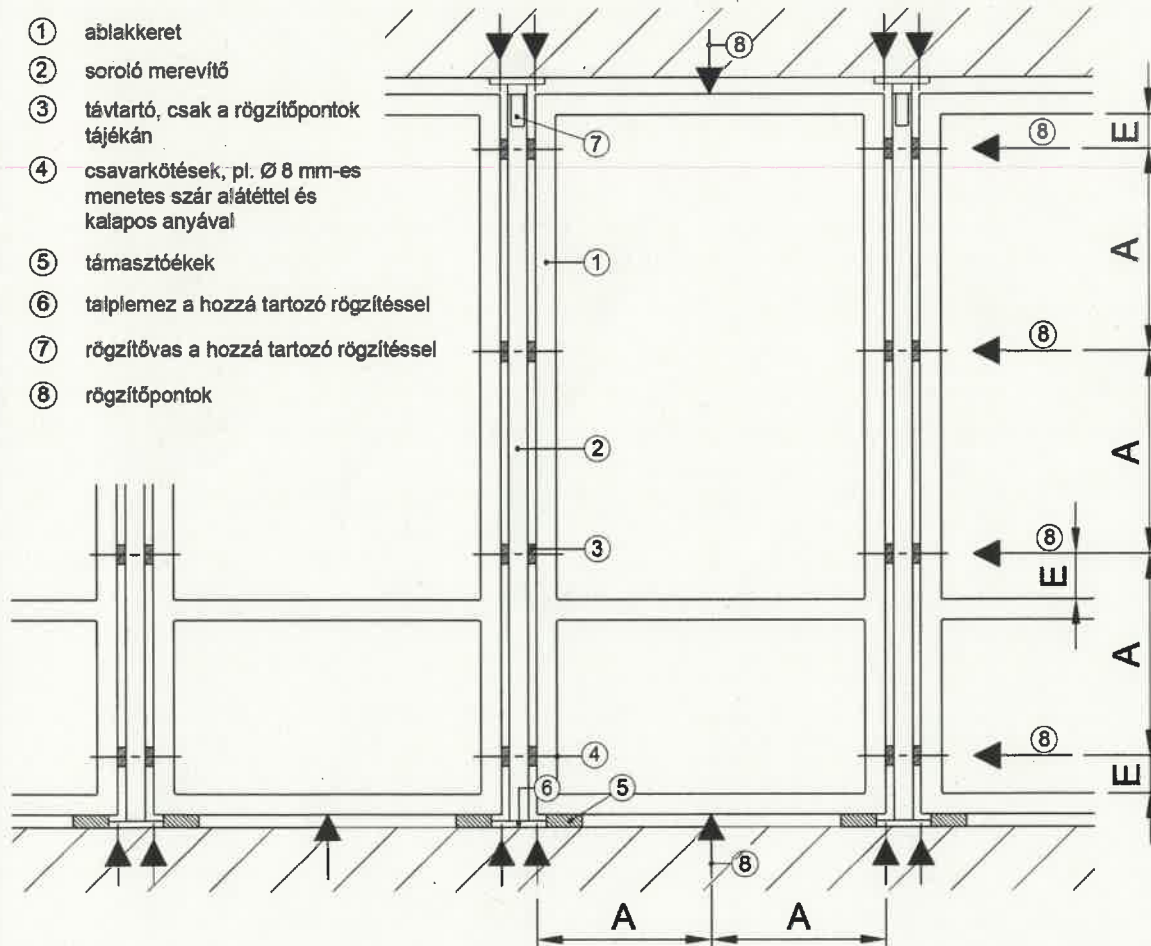 1 ablakkeret
2 soroló merevítő
3 távtartó, csak a rögzítőpontok
tájékán
4 csavarkötések, pl. Ø 8 mm-es
menetes szár alátéttel és
kalapos anyával
5 támasztóékek
6 talplemez a hozzá tartozó rögzítéssel
7 rögzítővas a hozzá tartozó rögzítéssel
8 rögzítőpontok
8
7
8
E
1
A
8
2
A
3
8
E
A
4
8
6
5
E
8
A
A